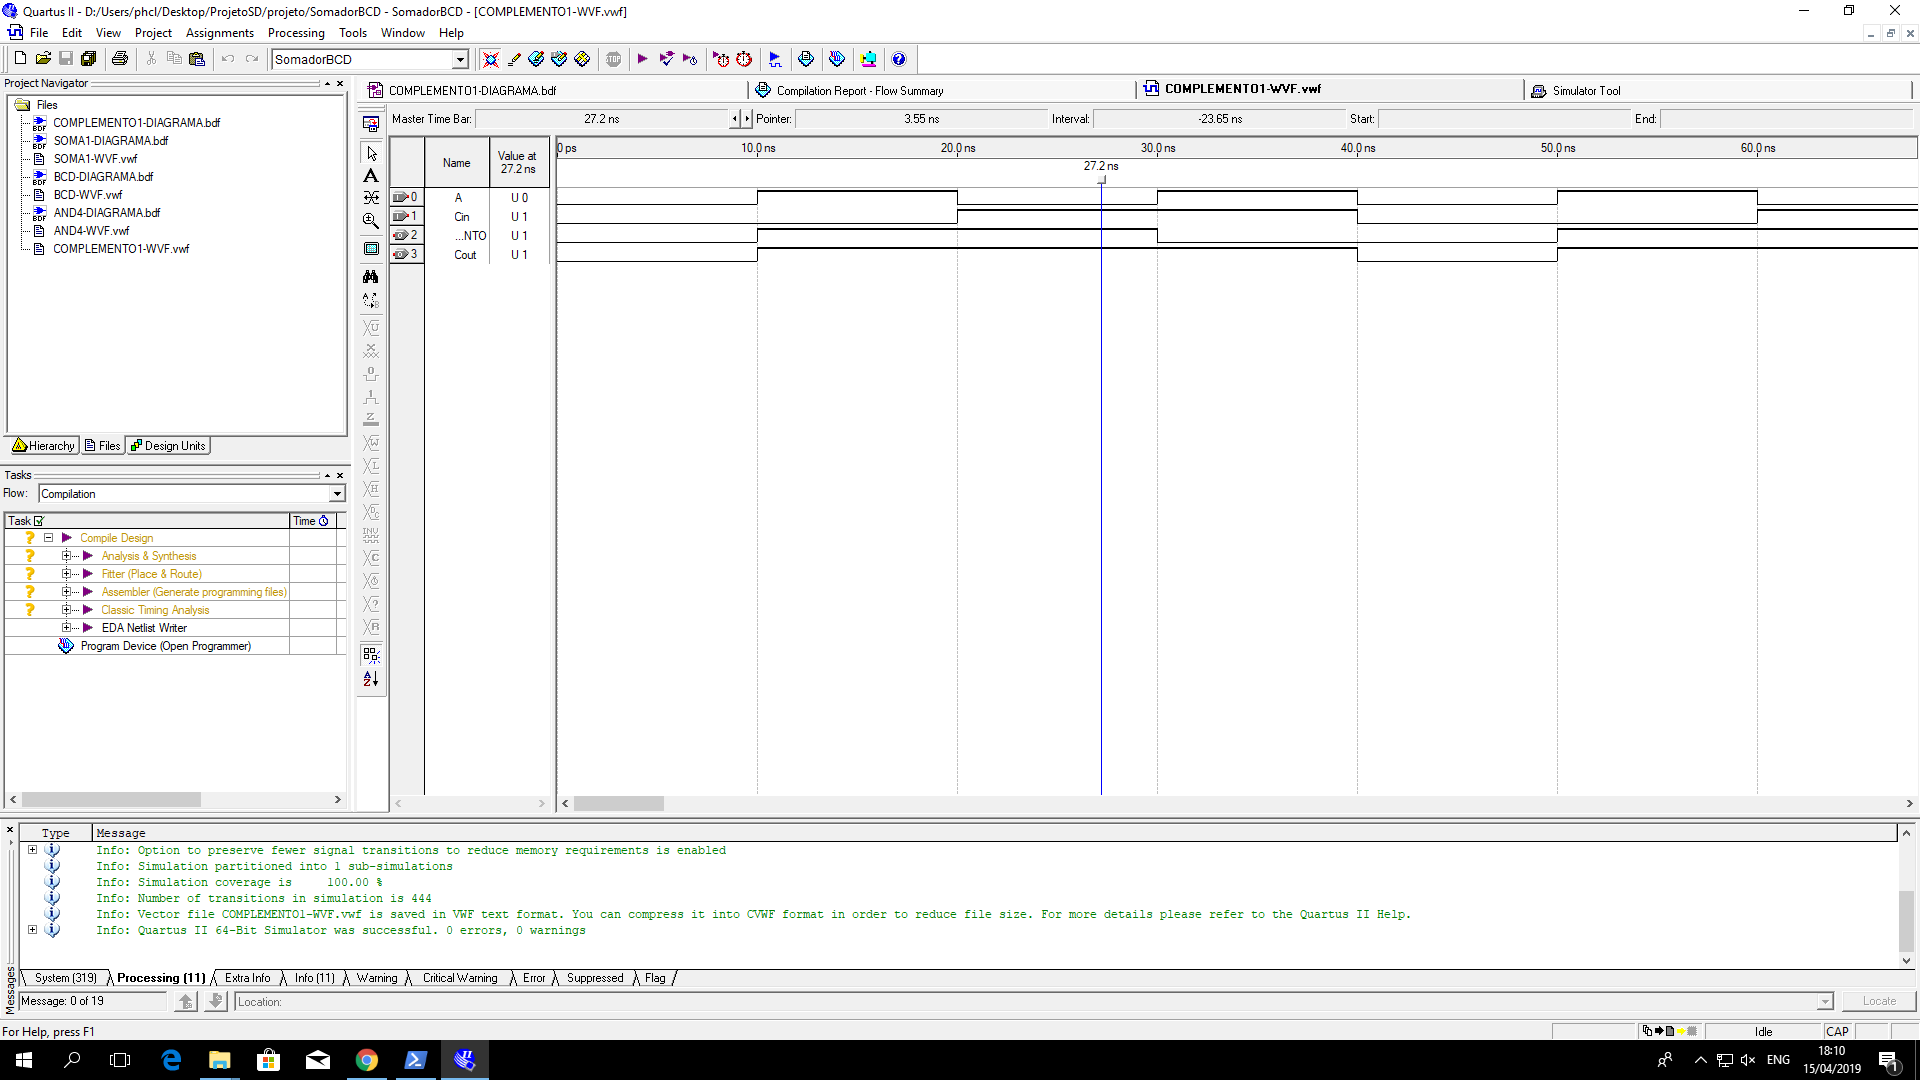 Quartus II - D:/Users/phcl/Desktop/ProjetoSD/projeto/SomadorBCD - SomadorBCD - [COMPLEMENTO1-WVF.vwf]
File Edit View Project Assignments Processing Tools Window Help
SomadorBCD
STOP
Project Navigator
Files
COMPLEMENTO1-DIAGRAMA.bdf
SOMA1-DIAGRAMA.bdf
SOMA1-WVF.vwf
BCD-DIAGRAMA.bdf
BCD-WVF.vwf
AND4-DIAGRAMA.bdf
AND4-WVF.vwf
COMPLEMENTO1-WVF.vwf
Hierarchy Files Design Units
Tasks
Flow: Compilation
Task Time
Compile Design
Analysis & Synthesis
Fitter (Place & Route)
Assembler (Generate programming files)
Classic Timing Analysis
EDA Netlist Writer
Program Device (Open Programmer)
COMPLEMENTO1-DIAGRAMA.bdf Compilation Report - Flow Summary COMPLEMENTO1-WVF.vwf Simulator Tool
Master Time Bar: 27.2 ns Pointer: 3.55 ns Interval: -23.65 ns Start: End:
Name Value at 27.2 ns
0 ps 10.0 ns 20.0 ns 30.0 ns 40.0 ns 50.0 ns 60.0 ns
27.2 ns
0 A U 0
1 Cin U 1
2 ...NTO U 1
3 Cout U 1
Type Message
Info: Option to preserve fewer signal transitions to reduce memory requirements is enabled
Info: Simulation partitioned into 1 sub-simulations
Info: Simulation coverage is 100.00 %
Info: Number of transitions in simulation is 444
Info: Vector file COMPLEMENTO1-WVF.vwf is saved in VWF text format. You can compress it into CVWF format in order to reduce file size. For more details please refer to the Quartus II Help.
Info: Quartus II 64-Bit Simulator was successful. 0 errors, 0 warnings
System (319) Processing (11) Extra Info Info (11) Warning Critical Warning Error Suppressed Flag
Messages
Message: 0 of 19 Location: Locate
For Help, press F1 Idle CAP
ENG 18:10
15/04/2019
1